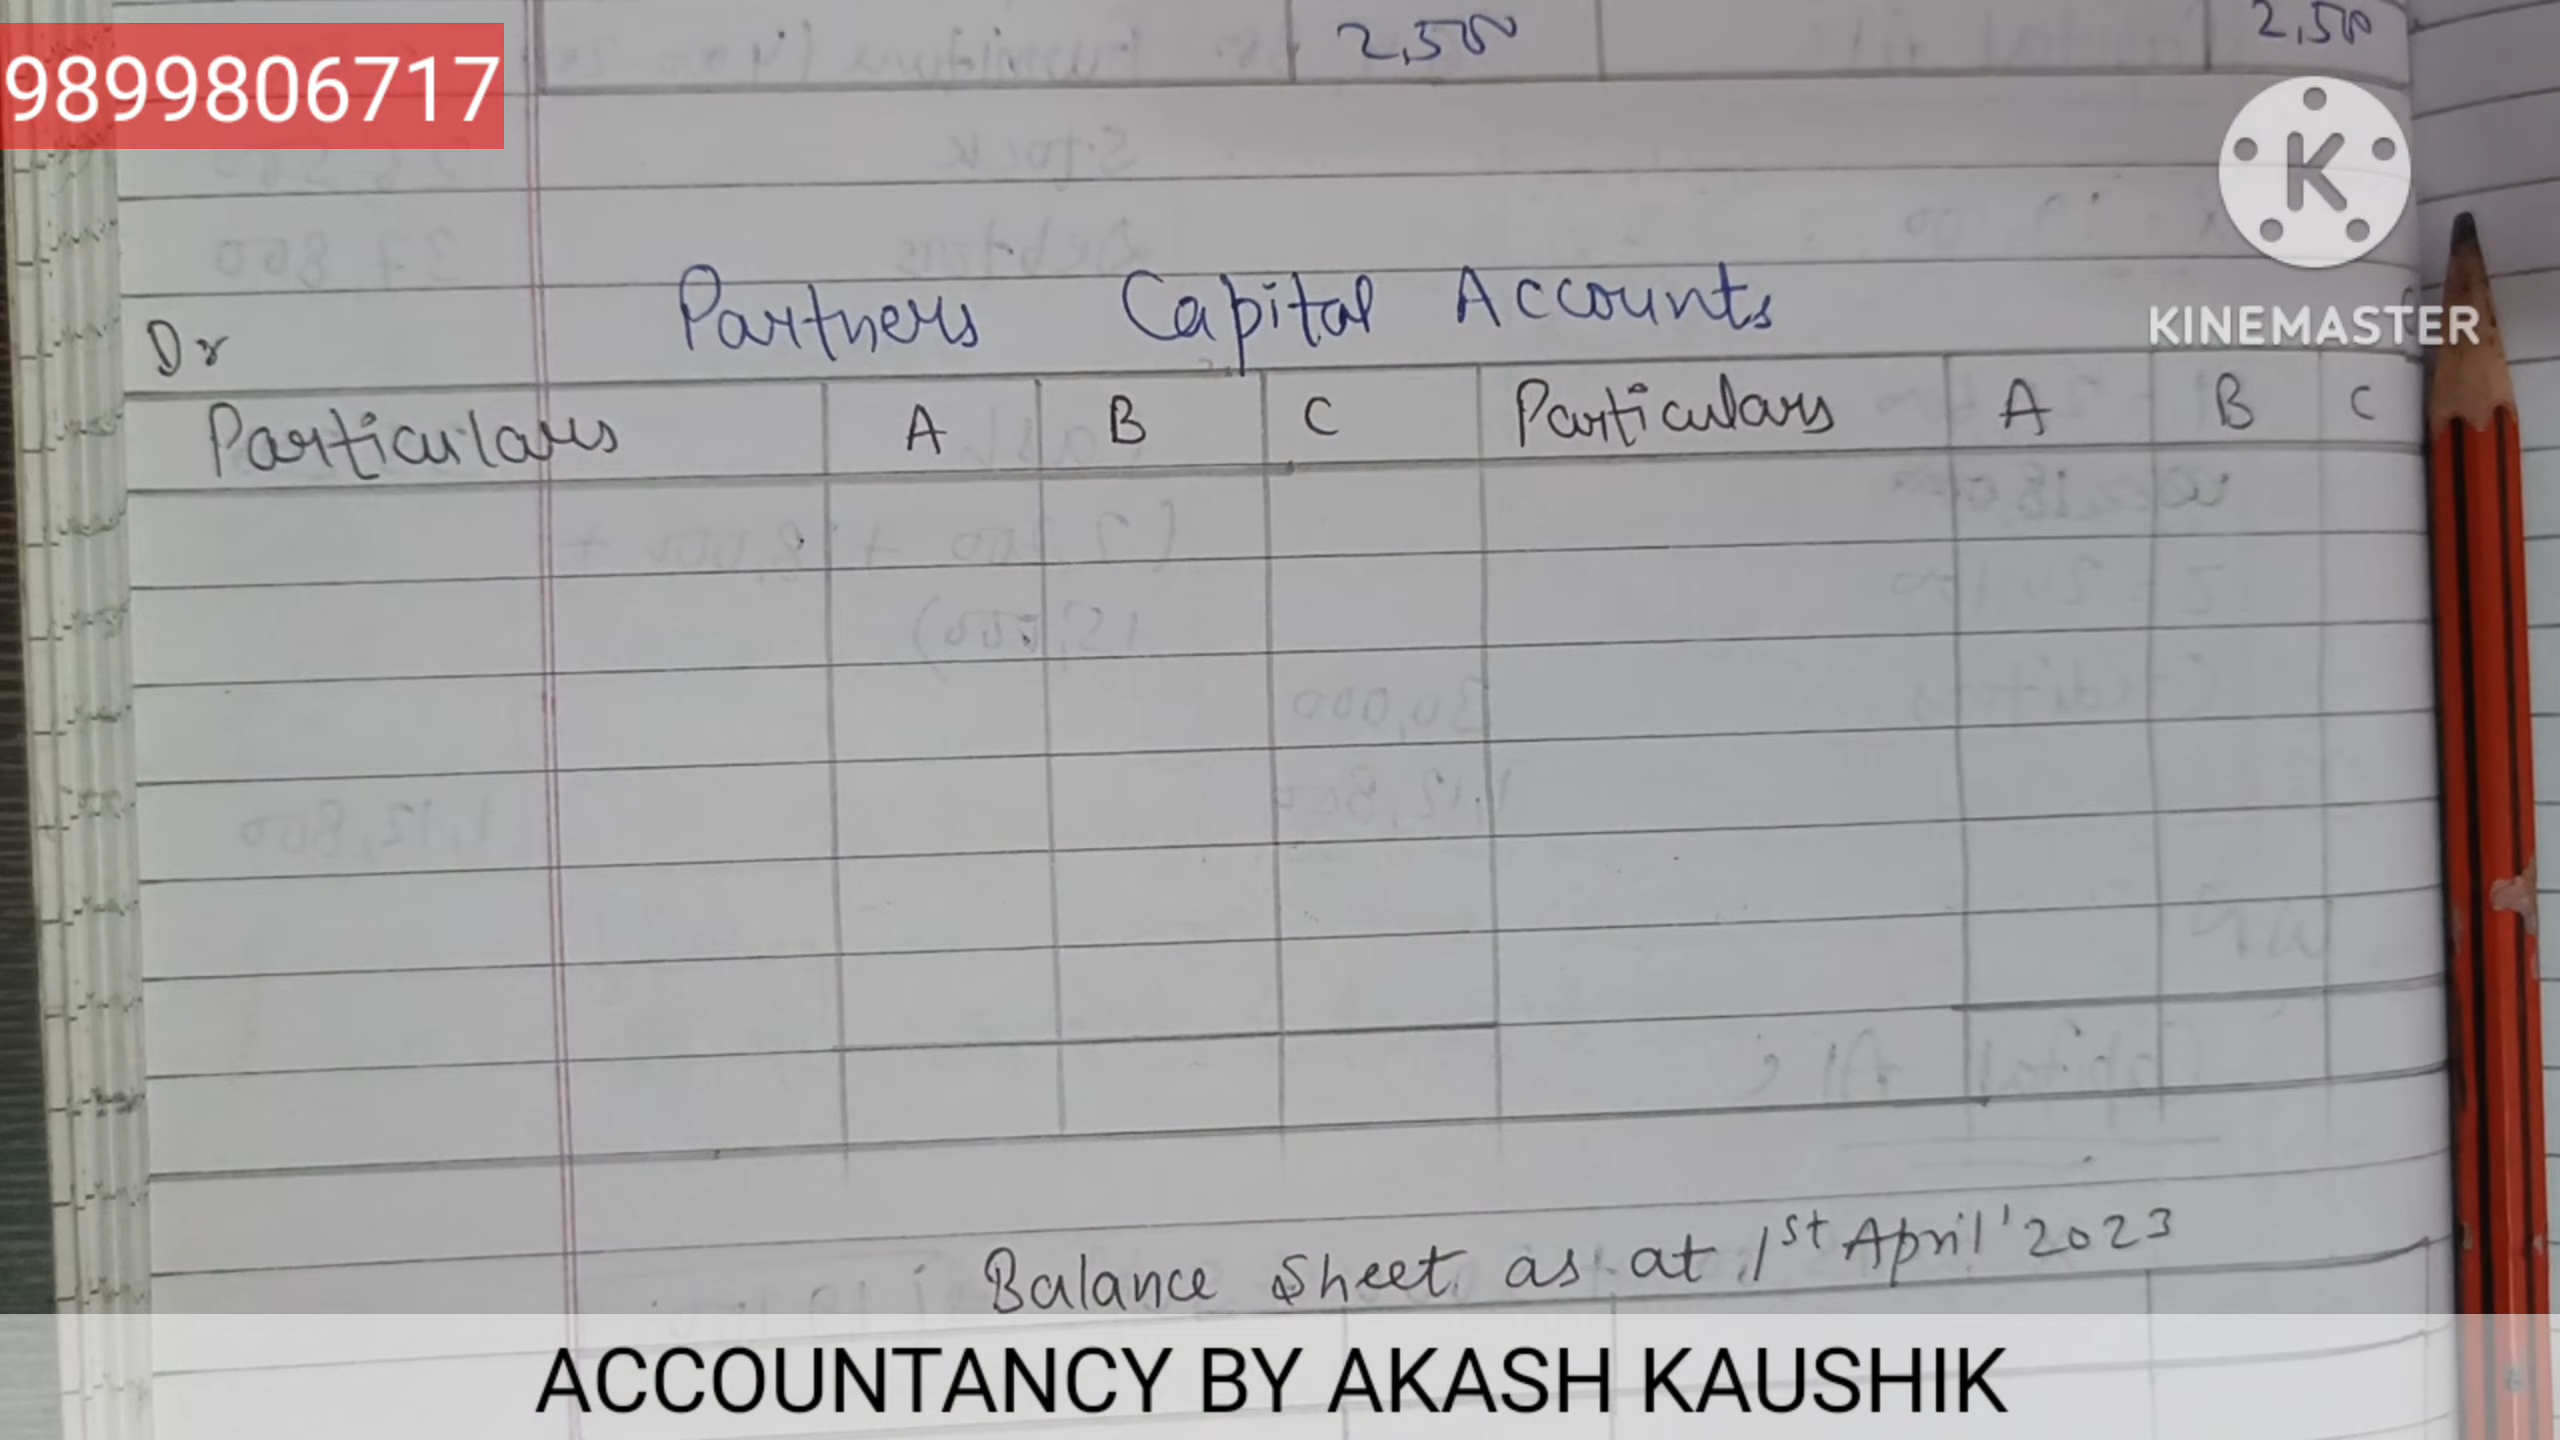 2,500 2,500
9899806717
KINEMASTER
Partners Capital Accounts
Dr
Particulars A B C Particulars A B C
Balance Sheet as at 1st April' 2023
ACCOUNTANCY BY AKASH KAUSHIK